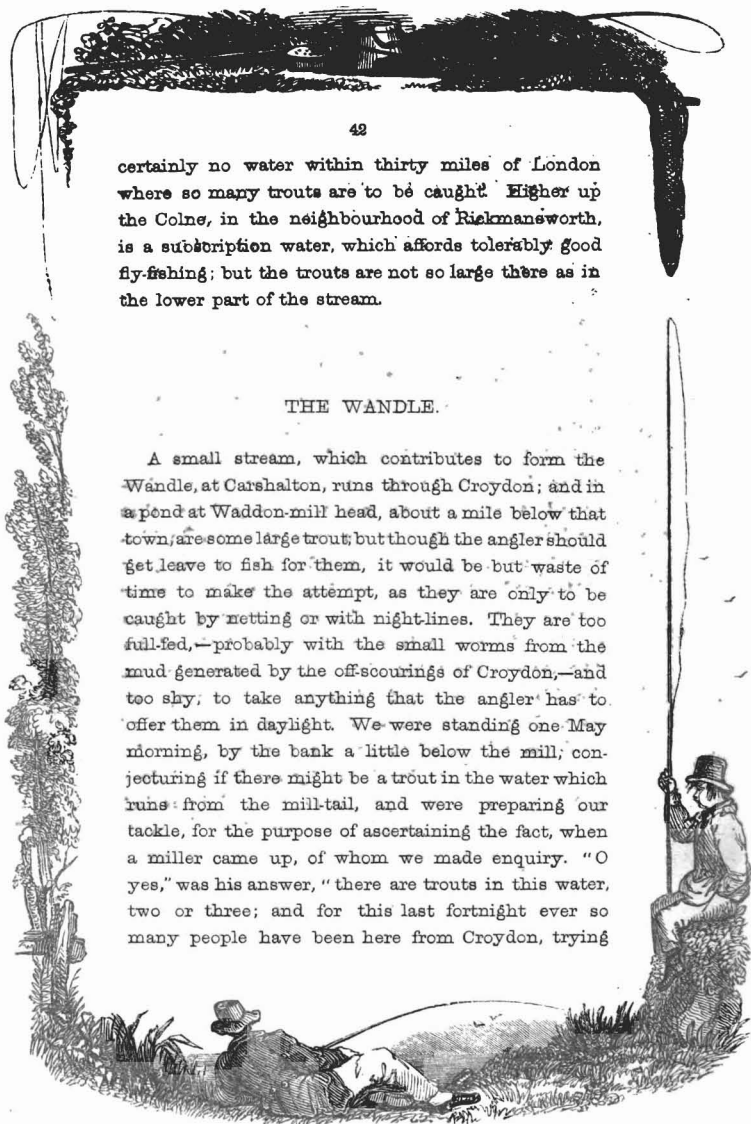 42
certainly no water within thirty miles of London
where so many trouts are to be caught. Higher up
the Colne, in the neighbourhood of Rickmansworth,
is a subscription water, which affords tolerably good
fly-fishing; but the trouts are not so large there as in
the lower part of the stream.
THE WANDLE.
A small stream, which contributes to form the
Wandle, at Carshalton, runs through Croydon; and in
a pond at Waddon-mill head, about a mile below that
town, are some large trout; but though the angler should
get leave to fish for them, it would be but waste of
time to make the attempt, as they are only to be
caught by netting or with night-lines. They are too
full-fed,—probably with the small worms from the
mud generated by the off-scourings of Croydon,—and
too shy, to take anything that the angler has to
offer them in daylight. We were standing one May
morning, by the bank a little below the mill, con-
jecturing if there might be a trout in the water which
runs from the mill-tail, and were preparing our
tackle, for the purpose of ascertaining the fact, when
a miller came up, of whom we made enquiry. "O
yes," was his answer, "there are trouts in this water,
two or three; and for this last fortnight ever so
many people have been here from Croydon, trying